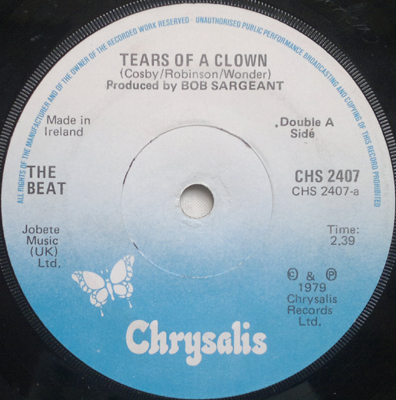 ALL RIGHTS OF THE MANUFACTURER AND OF THE OWNER OF THE RECORDED WORK RESERVED · UNAUTHORISED PUBLIC PERFORMANCE BROADCASTING AND COPYING OF THIS RECORD PROHIBITED
TEARS OF A CLOWN
(Cosby/Robinson/Wonder)
Produced by BOB SARGEANT
Made in
Ireland
Double A
Side
THE
BEAT
CHS 2407
CHS 2407-a
Jobete
Music
(UK)
Ltd.
Time:
2.39
© & ℗
1979
Chrysalis
Records
Ltd.
Chrysalis